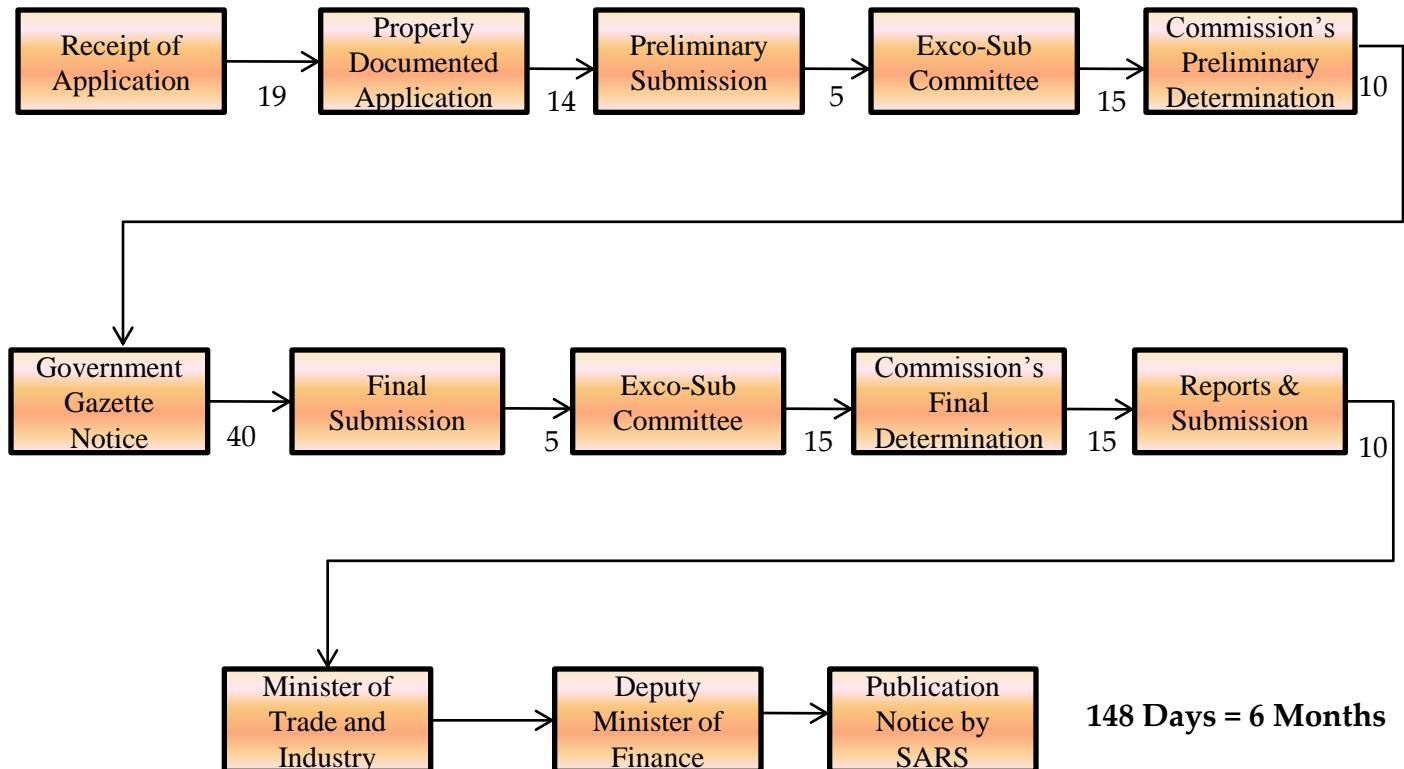 Receipt of
Application
19
Properly
Documented
Application
14
Preliminary
Submission
5
Exco-Sub
Committee
15
Commission's
Preliminary
Determination
10
Government
Gazette
Notice
40
Final
Submission
5
Exco-Sub
Committee
15
Commission's
Final
Determination
15
Reports &
Submission
10
Minister of
Trade and
Industry
Deputy
Minister of
Finance
Publication
Notice by
SARS
148 Days = 6 Months